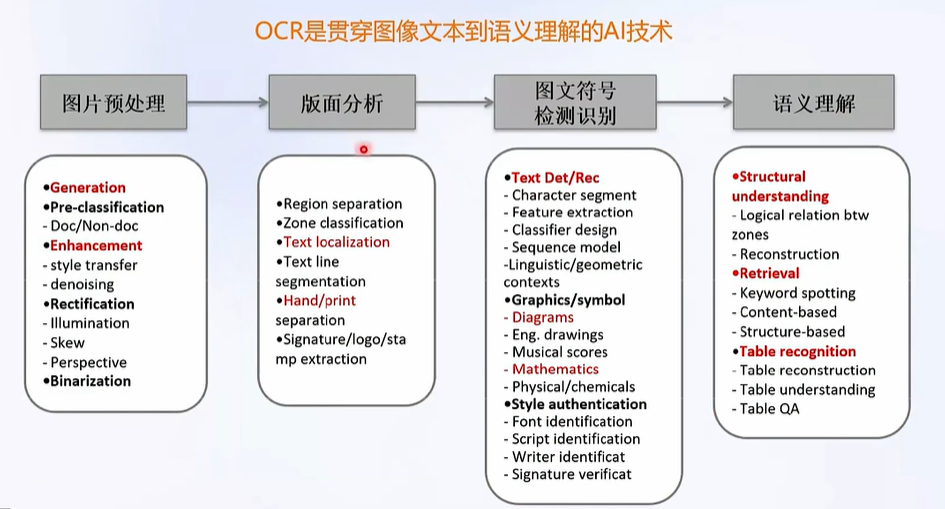 OCR是贯穿图像文本到语义理解的AI技术
图片预处理
版面分析
图文符号
检测识别
语义理解
•Generation
•Pre-classification
- Doc/Non-doc
•Enhancement
- style transfer
- denoising
•Rectification
- Illumination
- Skew
- Perspective
•Binarization
•Region separation
•Zone classification
•Text localization
•Text line
segmentation
•Hand/print
separation
•Signature/logo/sta
mp extraction
•Text Det/Rec
- Character segment
- Feature extraction
- Classifier design
- Sequence model
-Linguistic/geometric
contexts
•Graphics/symbol
- Diagrams
- Eng. drawings
- Musical scores
- Mathematics
- Physical/chemicals
•Style authentication
- Font identification
- Script identification
- Writer identificat
- Signature verificat
•Structural
understanding
- Logical relation btw
zones
- Reconstruction
•Retrieval
- Keyword spotting
- Content-based
- Structure-based
•Table recognition
- Table reconstruction
- Table understanding
- Table QA